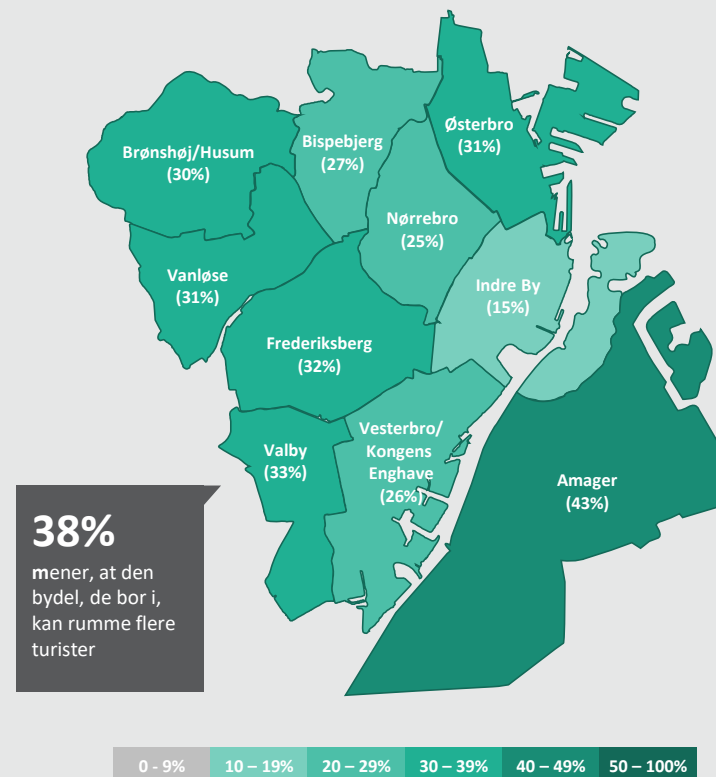 Østerbro
(31%)
Bispebjerg
(27%)
Brønshøj/Husum
(30%)
Nørrebro
(25%)
Vanløse
(31%)
Indre By
(15%)
Frederiksberg
(32%)
Valby
(33%)
Vesterbro/
Kongens
Enghave
(26%)
Amager
(43%)
38%
mener, at den
bydel, de bor i,
kan rumme flere
turister
0 - 9%
10 – 19%
20 – 29%
30 – 39%
40 – 49%
50 – 100%